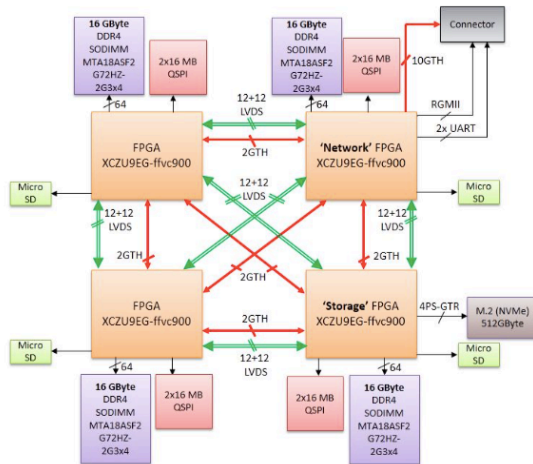 16 GByte
DDR4
SODIMM
MTA18ASF2
G72HZ-
2G3x4
2x16 MB
QSPI
16 GByte
DDR4
SODIMM
MTA18ASF2
G72HZ-
2G3x4
2x16 MB
QSPI
Connector
10GTH
RGMII
2x UART
64
64
12+12
LVDS
2GTH
FPGA
XCZU9EG-ffvc900
'Network' FPGA
XCZU9EG-ffvc900
Micro
SD
Micro
SD
12+12
LVDS
12+12
LVDS
12+12
LVDS
2GTH
2GTH
2GTH
FPGA
XCZU9EG-ffvc900
2GTH
12+12
LVDS
'Storage' FPGA
XCZU9EG-ffvc900
4PS-GTR
M.2 (NVMe)
512GByte
Micro
SD
Micro
SD
64
64
16 GByte
DDR4
SODIMM
MTA18ASF2
G72HZ-
2G3x4
2x16 MB
QSPI
2x16 MB
QSPI
16 GByte
DDR4
SODIMM
MTA18ASF2
G72HZ-
2G3x4